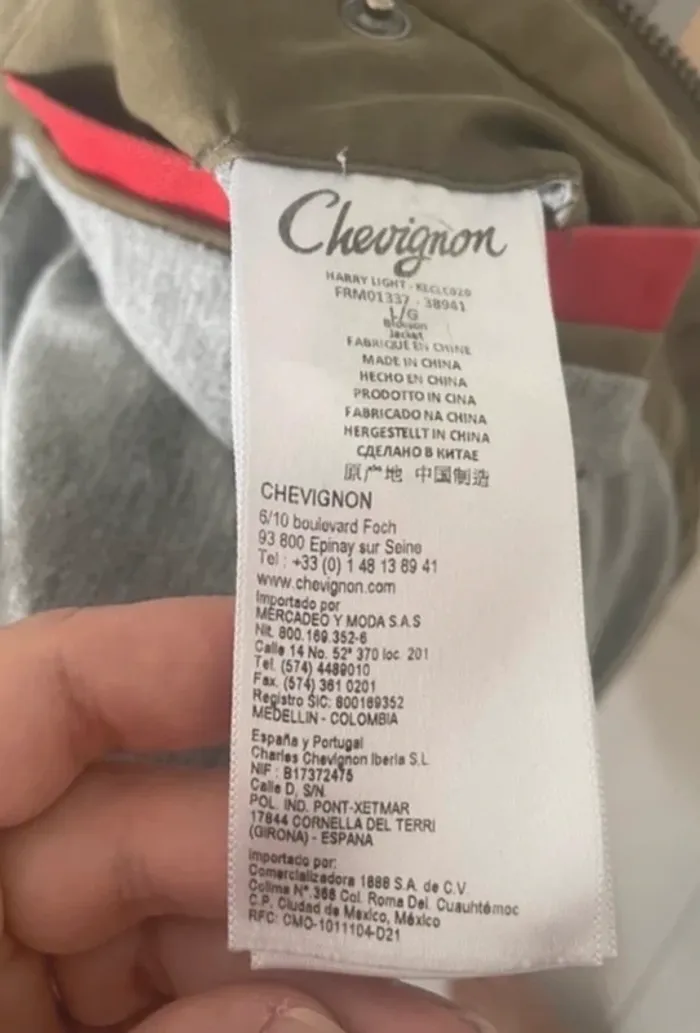 Chevignon
HARRY LIGHT - KECLC020
FRM01337 - 38941
L/G
Blouson
Jacket
FABRIQUÉ EN CHINE
MADE IN CHINA
HECHO EN CHINA
PRODOTTO IN CINA
FABRICADO NA CHINA
HERGESTELLT IN CHINA
СДЕЛАНО В КИТАЕ
原产地 中国制造
CHEVIGNON
6/10 boulevard Foch
93 800 Epinay sur Seine
Tel : +33 (0) 1 48 13 89 41
www.chevignon.com
Importado por
MERCADEO Y MODA S.A.S
Nit. 800.169.352-6
Calle 14 No. 52ª 370 loc. 201
Tel. (574) 4489010
Fax. (574) 361 0201
Registro SIC: 800169352
MEDELLIN - COLOMBIA
España y Portugal
Charles Chevignon Iberia S.L.
NIF : B17372475
Calle D, S/N.
POL. IND. PONT-XETMAR
17844 CORNELLA DEL TERRI
(GIRONA) - ESPANA
Importado por:
Comercializadora 1888 S.A. de C.V.
Colima N°.368 Col. Roma Del. Cuauhtémoc
C.P. Ciudad de Mexico, México
RFC: CMO-1011104-D21